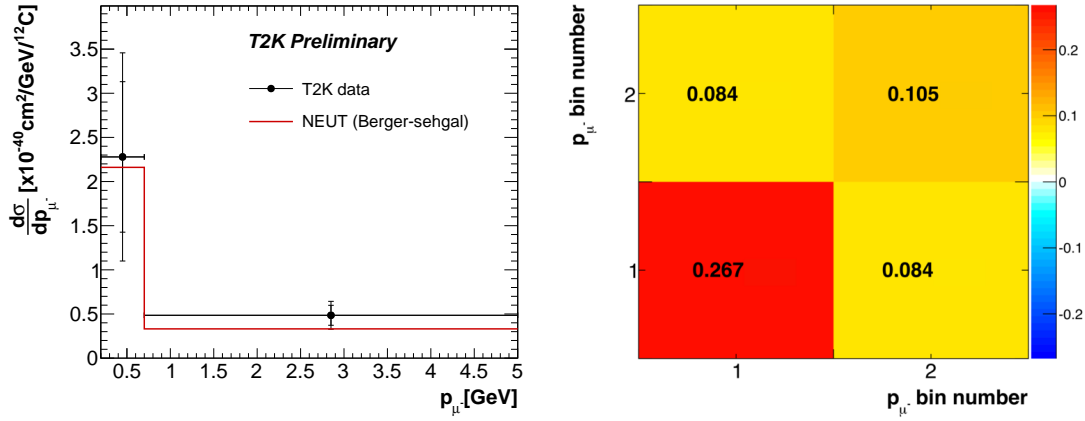 T2K Preliminary
T2K data
NEUT (Berger-sehgal)
dσ/dp_μ⁻ [x10⁻⁴⁰cm²/GeV/¹²C]
3.5
3
2.5
2
1.5
1
0.5
0
0.5 1 1.5 2 2.5 3 3.5 4 4.5 5
p_μ⁻[GeV]
p_μ⁻ bin number
2
1
0.084 0.105
0.267 0.084
1 2
p_μ⁻ bin number
0.2
0.1
0
-0.1
-0.2